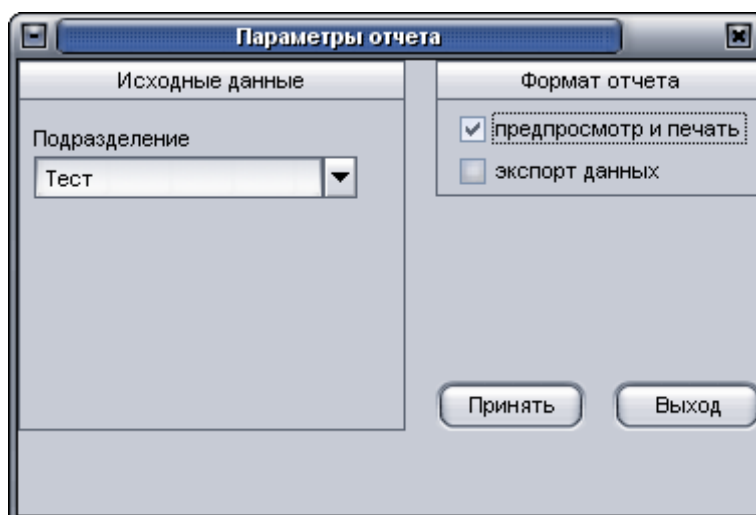 Параметры отчета
Исходные данные
Подразделение
Тест
Формат отчета
предпросмотр и печать
экспорт данных
Принять
Выход